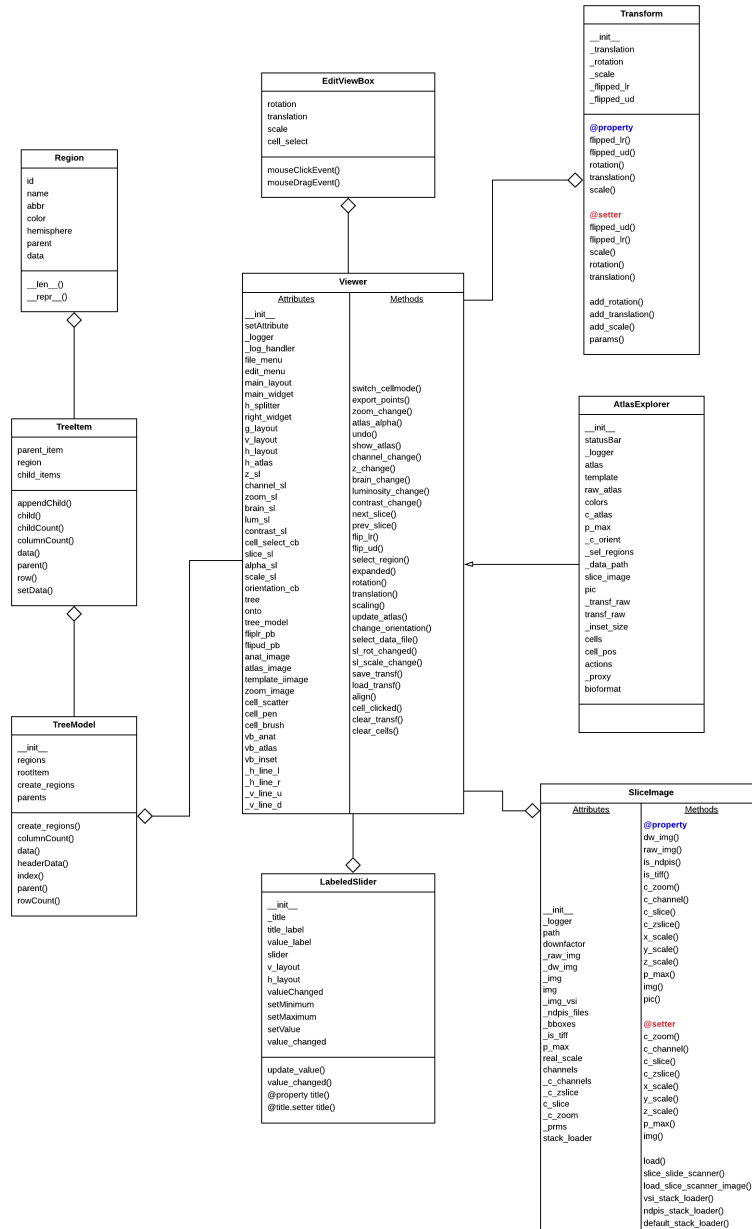 Transform
__init__
_translation
_rotation
_scale
_flipped_lr
_flipped_ud
@property
flipped_lr()
flipped_ud()
rotation()
translation()
scale()
@setter
flipped_ud()
flipped_lr()
scale()
rotation()
translation()
add_rotation()
add_translation()
add_scale()
params()
EditViewBox
rotation
translation
scale
cell_select
mouseClickEvent()
mouseDragEvent()
Region
id
name
abbr
color
hemisphere
parent
data
__len__()
__repr__()
Viewer
Attributes
__init__
setAttribute
_logger
_log_handler
file_menu
edit_menu
main_layout
main_widget
h_splitter
right_widget
g_layout
v_layout
h_layout
h_atlas
z_sl
channel_sl
zoom_sl
brain_sl
lum_sl
contrast_sl
cell_select_cb
slice_sl
alpha_sl
scale_sl
orientation_cb
tree
onto
tree_model
fliplr_pb
flipud_pb
anat_image
atlas_image
template_iimage
zoom_image
cell_scatter
cell_pen
cell_brush
vb_anat
vb_atlas
vb_inset
_h_line_l
_h_line_r
_v_line_u
_v_line_d
Methods
switch_cellmode()
export_points()
zoom_change()
atlas_alpha()
undo()
show_atlas()
channel_change()
z_change()
brain_change()
luminosity_change()
contrast_change()
next_slice()
prev_slice()
flip_lr()
flip_ud()
select_region()
expanded()
rotation()
translation()
scaling()
update_atlas()
change_orientation()
select_data_file()
sl_rot_changed()
sl_scale_change()
save_transf()
load_transf()
align()
cell_clicked()
clear_transf()
clear_cells()
AtlasExplorer
__init__
statusBar
_logger
atlas
template
raw_atlas
colors
c_atlas
p_max
_c_orient
_sel_regions
_data_path
slice_image
pic
_transf_raw
transf_raw
_inset_size
cells
cell_pos
actions
_proxy
bioformat
TreeItem
parent_item
region
child_items
appendChild()
child()
childCount()
columnCount()
data()
parent()
row()
setData()
TreeModel
__init__
regions
rootItem
create_regions
parents
create_regions()
columnCount()
data()
headerData()
index()
parent()
rowCount()
LabeledSlider
__init__
_title
title_label
value_label
slider
v_layout
h_layout
valueChanged
setMinimum
setMaximum
setValue
value_changed
update_value()
value_changed()
@property title()
@title.setter title()
SliceImage
Attributes
__init__
_logger
path
downfactor
_raw_img
_dw_img
_img
img
_img_vsi
_ndpis_files
_bboxes
_is_tiff
p_max
real_scale
channels
_c_channels
_c_zslice
c_slice
_c_zoom
_prms
stack_loader
Methods
@property
dw_img()
raw_img()
is_ndpis()
is_tiff()
c_zoom()
c_channel()
c_slice()
c_zslice()
x_scale()
y_scale()
z_scale()
p_max()
img()
pic()
@setter
c_zoom()
c_channel()
c_slice()
c_zslice()
x_scale()
y_scale()
z_scale()
p_max()
img()
load()
slice_slide_scanner()
load_slice_scanner_image()
vsi_stack_loader()
ndpis_stack_loader()
default_stack_loader()